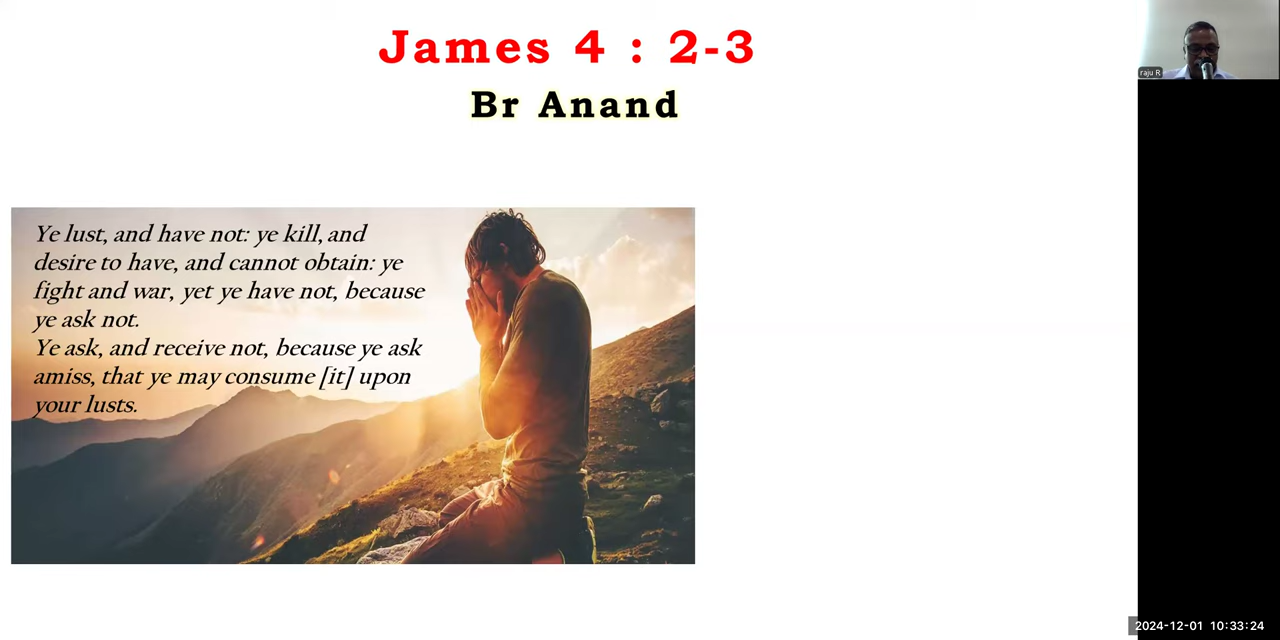 James 4 : 2-3
Br Anand
raju R
Ye lust, and have not: ye kill, and
desire to have, and cannot obtain: ye
fight and war, yet ye have not, because
ye ask not.
Ye ask, and receive not, because ye ask
amiss, that ye may consume [it] upon
your lusts.
2024-12-01 10:33:24